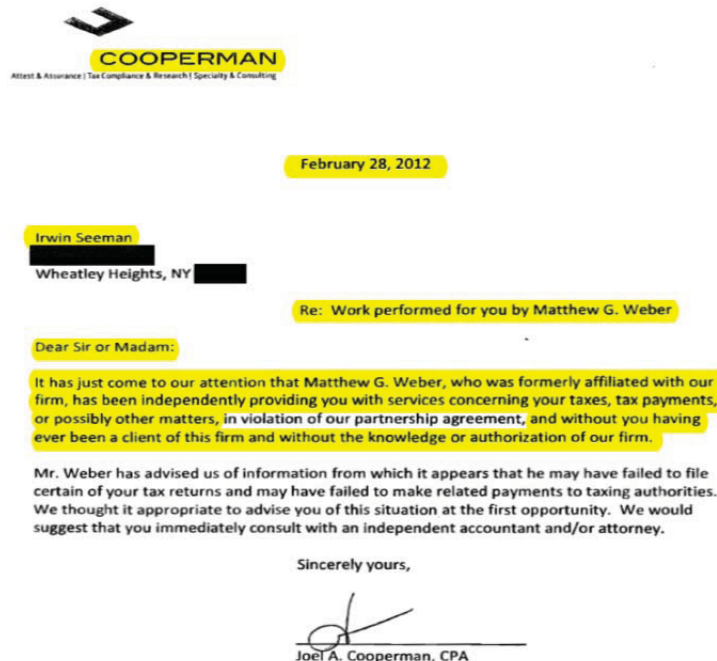 COOPERMAN
Attest & Assurance | Tax Compliance & Research | Specialty & Consulting
February 28, 2012
Irwin Seeman
Wheatley Heights, NY
Re: Work performed for you by Matthew G. Weber
Dear Sir or Madam:
It has just come to our attention that Matthew G. Weber, who was formerly affiliated with our
firm, has been independently providing you with services concerning your taxes, tax payments,
or possibly other matters, in violation of our partnership agreement, and without you having
ever been a client of this firm and without the knowledge or authorization of our firm.
Mr. Weber has advised us of information from which it appears that he may have failed to file
certain of your tax returns and may have failed to make related payments to taxing authorities.
We thought it appropriate to advise you of this situation at the first opportunity. We would
suggest that you immediately consult with an independent accountant and/or attorney.
Sincerely yours,
Joel A. Cooperman, CPA